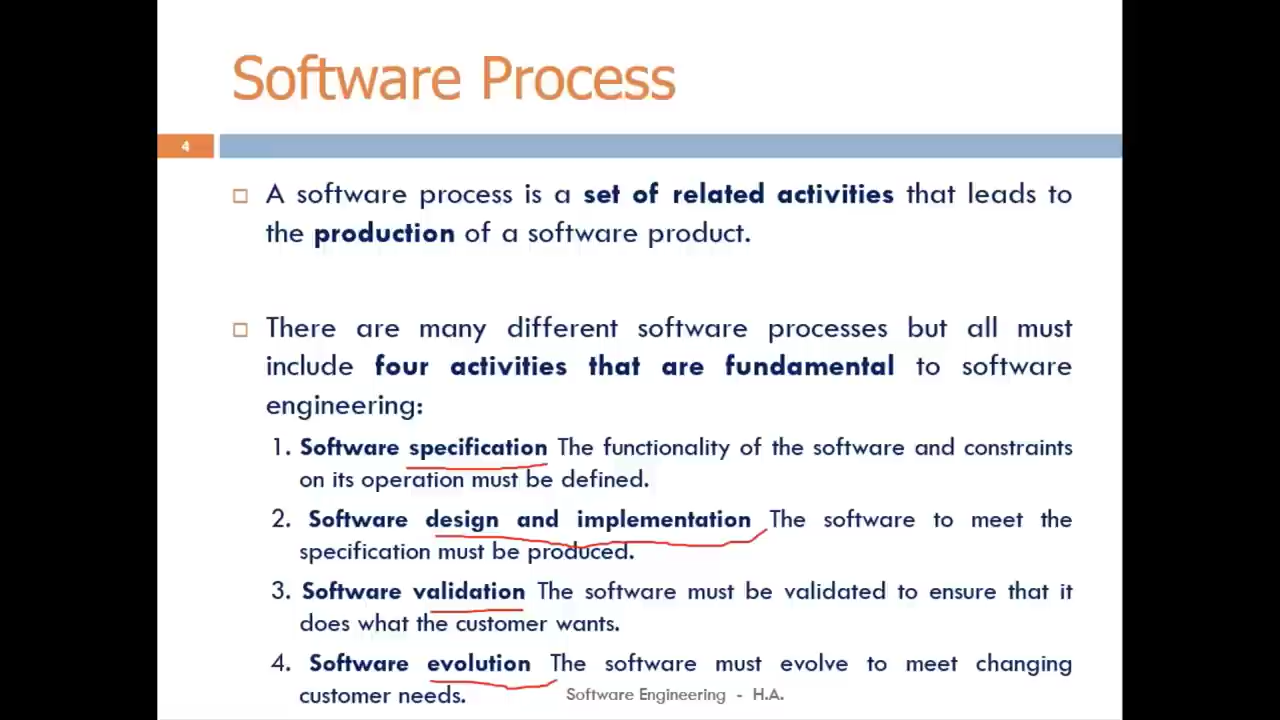 Software Process
4
A software process is a set of related activities that leads to
the production of a software product.
There are many different software processes but all must
include four activities that are fundamental to software
engineering:
1. Software specification The functionality of the software and constraints
on its operation must be defined.
2. Software design and implementation The software to meet the
specification must be produced.
3. Software validation The software must be validated to ensure that it
does what the customer wants.
4. Software evolution The software must evolve to meet changing
customer needs.
Software Engineering - H.A.